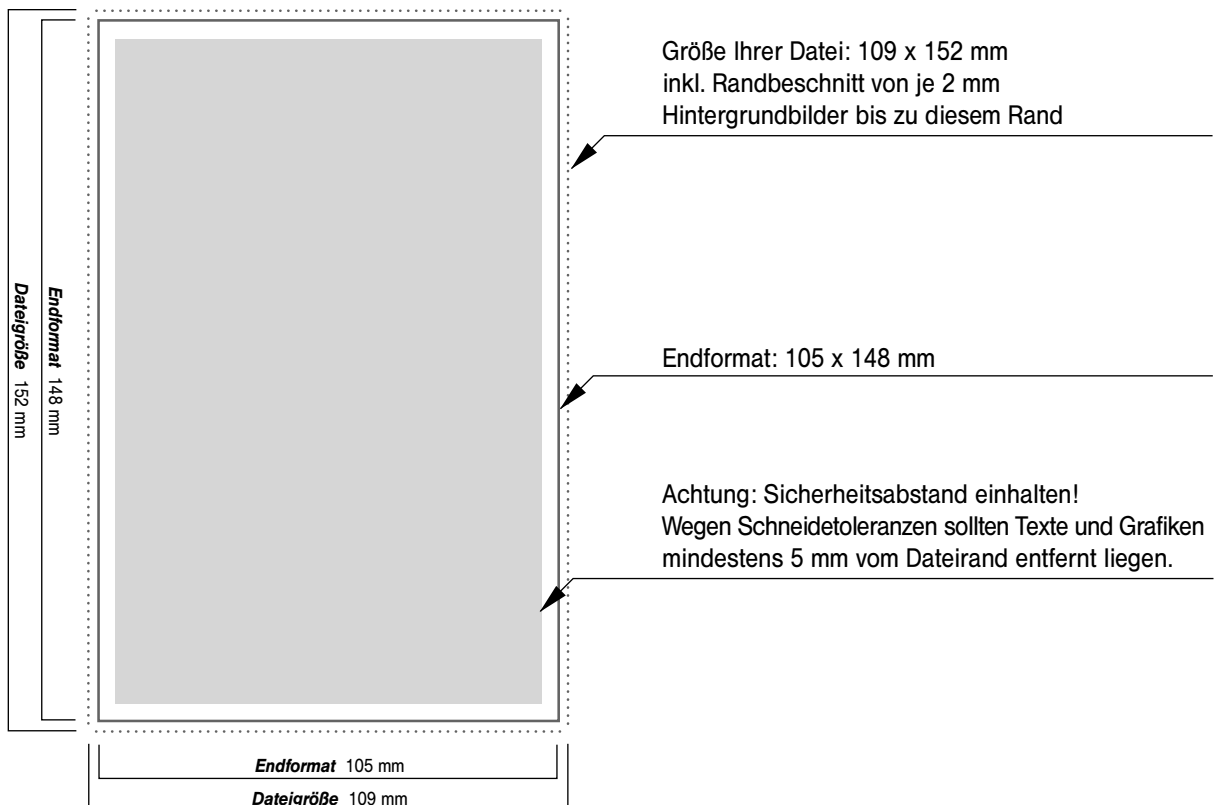 Größe Ihrer Datei: 109 x 152 mm
inkl. Randbeschnitt von je 2 mm
Hintergrundbilder bis zu diesem Rand
Endformat: 105 x 148 mm
Achtung: Sicherheitsabstand einhalten!
Wegen Schneidetoleranzen sollten Texte und Grafiken
mindestens 5 mm vom Dateirand entfernt liegen.
Dateigröße 152 mm
Endformat 148 mm
Endformat 105 mm
Dateigröße 109 mm